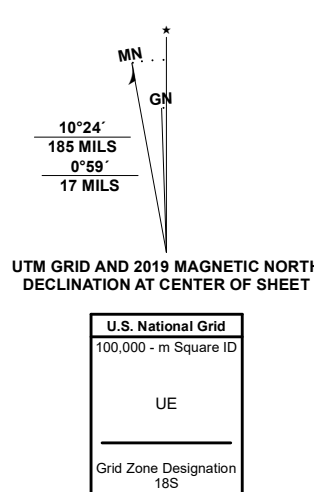 ★
MN
GN
10°24´
185 MILS
0°59´
17 MILS
UTM GRID AND 2019 MAGNETIC NORTH
DECLINATION AT CENTER OF SHEET
U.S. National Grid
100,000 - m Square ID
UE
Grid Zone Designation
18S